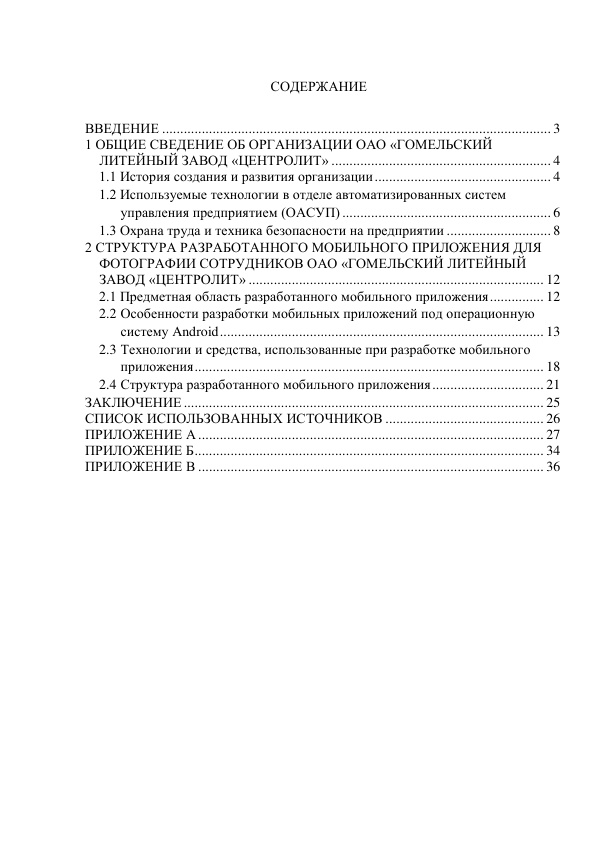 СОДЕРЖАНИЕ
ВВЕДЕНИЕ ............................................................................................................ 3
1 ОБЩИЕ СВЕДЕНИЕ ОБ ОРГАНИЗАЦИИ ОАО «ГОМЕЛЬСКИЙ
ЛИТЕЙНЫЙ ЗАВОД «ЦЕНТРОЛИТ» ............................................................. 4
1.1 История создания и развития организации ................................................. 4
1.2 Используемые технологии в отделе автоматизированных систем
управления предприятием (ОАСУП) .......................................................... 6
1.3 Охрана труда и техника безопасности на предприятии ............................. 8
2 СТРУКТУРА РАЗРАБОТАННОГО МОБИЛЬНОГО ПРИЛОЖЕНИЯ ДЛЯ
ФОТОГРАФИИ СОТРУДНИКОВ ОАО «ГОМЕЛЬСКИЙ ЛИТЕЙНЫЙ
ЗАВОД «ЦЕНТРОЛИТ» .................................................................................. 12
2.1 Предметная область разработанного мобильного приложения ............... 12
2.2 Особенности разработки мобильных приложений под операционную
систему Android .......................................................................................... 13
2.3 Технологии и средства, использованные при разработке мобильного
приложения ................................................................................................. 18
2.4 Структура разработанного мобильного приложения ............................... 21
ЗАКЛЮЧЕНИЕ .................................................................................................... 25
СПИСОК ИСПОЛЬЗОВАННЫХ ИСТОЧНИКОВ ............................................ 26
ПРИЛОЖЕНИЕ А ................................................................................................ 27
ПРИЛОЖЕНИЕ Б ................................................................................................. 34
ПРИЛОЖЕНИЕ В ................................................................................................ 36